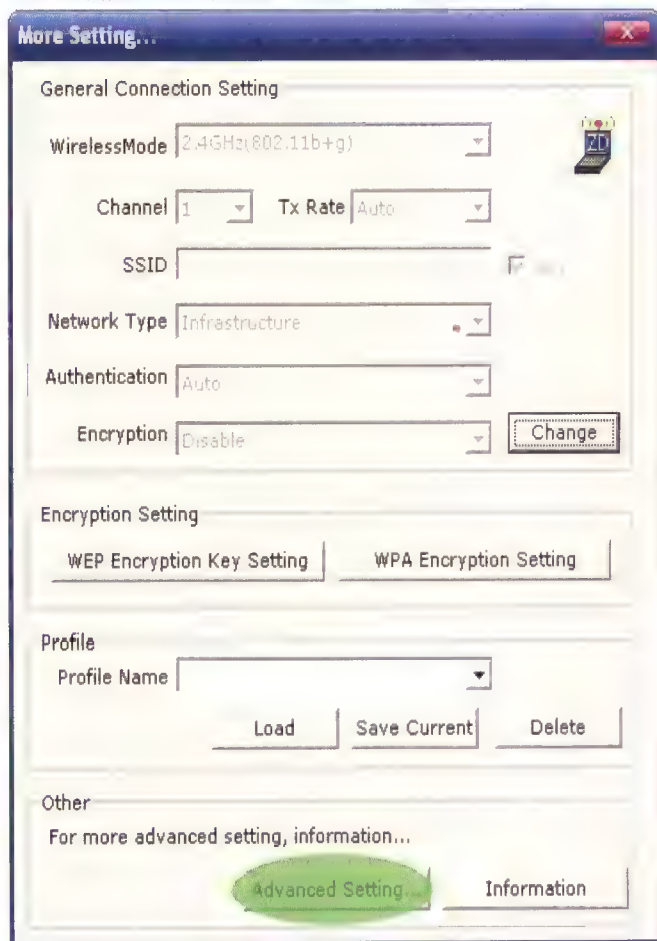 More Setting...
General Connection Setting
ZD
WirelessMode 2.4GHz(802.11b+g)
Channel 1 Tx Rate Auto
SSID
Network Type Infrastructure
Authentication Auto
Encryption Disable Change
Encryption Setting
WEP Encryption Key Setting WPA Encryption Setting
Profile
Profile Name
Load Save Current Delete
Other
For more advanced setting, information...
Advanced Setting... Information